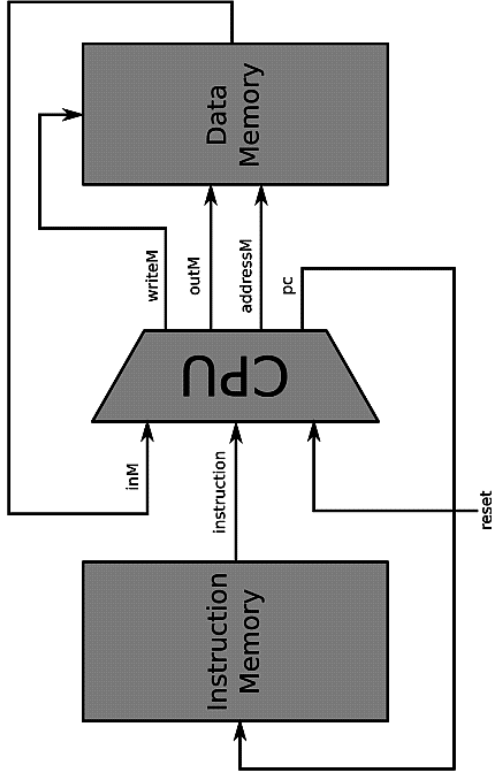 Instruction
Memory
inM
instruction
reset
CPU
writeM
outM
addressM
pc
Data
Memory